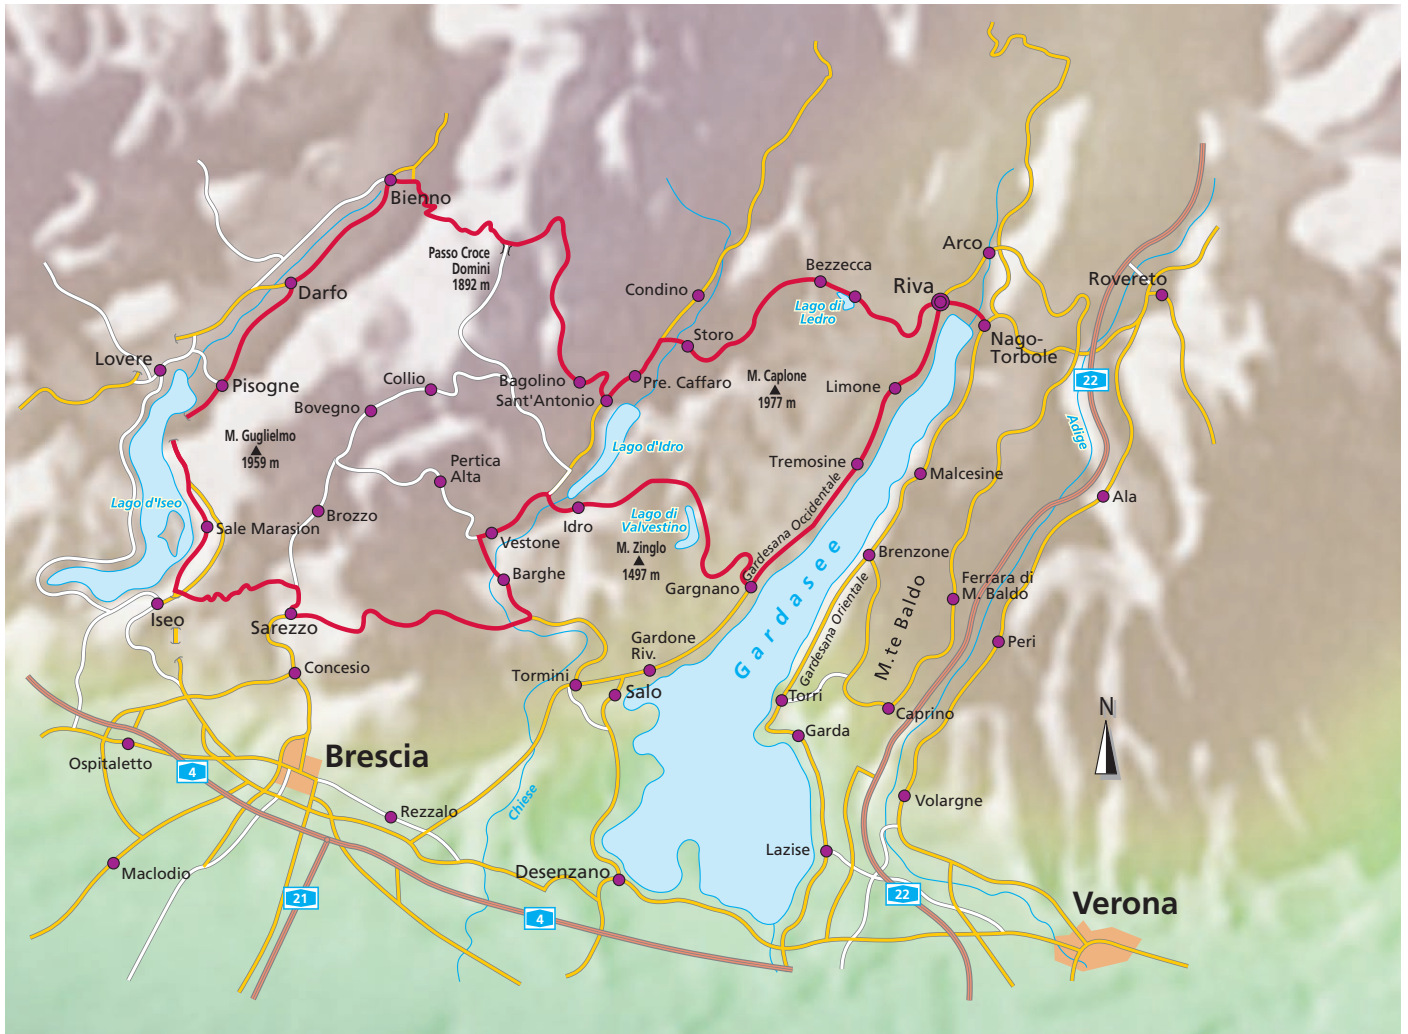 Bienno
Passo Croce
Domini
1892 m
Arco
Rovereto
Bezzecca
Riva
Condino
Lago di
Ledro
Darfo
Storo
Nago-
Torbole
Lovere
Pisogne
Collio
Bagolino
Pre. Caffaro
M. Caplone
1977 m
Limone
22
Bovegno
Sant'Antonio
M. Guglielmo
1959 m
Lago d'Idro
Adige
Pertica
Alta
Tremosine
Malcesine
Lago d'Iseo
Ala
Brozzo
Sale Marasion
Idro
Lago di
Valvestino
Gardesana Occidentale
Vestone
M. Zinglo
1497 m
Brenzone
Barghe
Gargnano
Gardasee
Gardesana Orientale
M.te Baldo
Ferrara di
M. Baldo
Iseo
Sarezzo
Gardone
Riv.
Peri
Concesio
Tormini
Salo
Torri
Caprino
N
Garda
Brescia
Ospitaletto
4
Chiese
Rezzalo
Volargne
Lazise
Maclodio
Desenzano
21
4
22
Verona